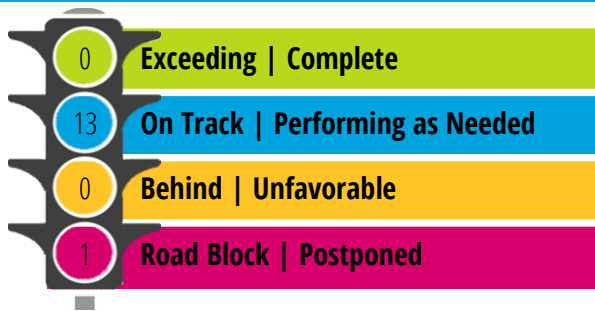 0 Exceeding | Complete
13 On Track | Performing as Needed
0 Behind | Unfavorable
1 Road Block | Postponed